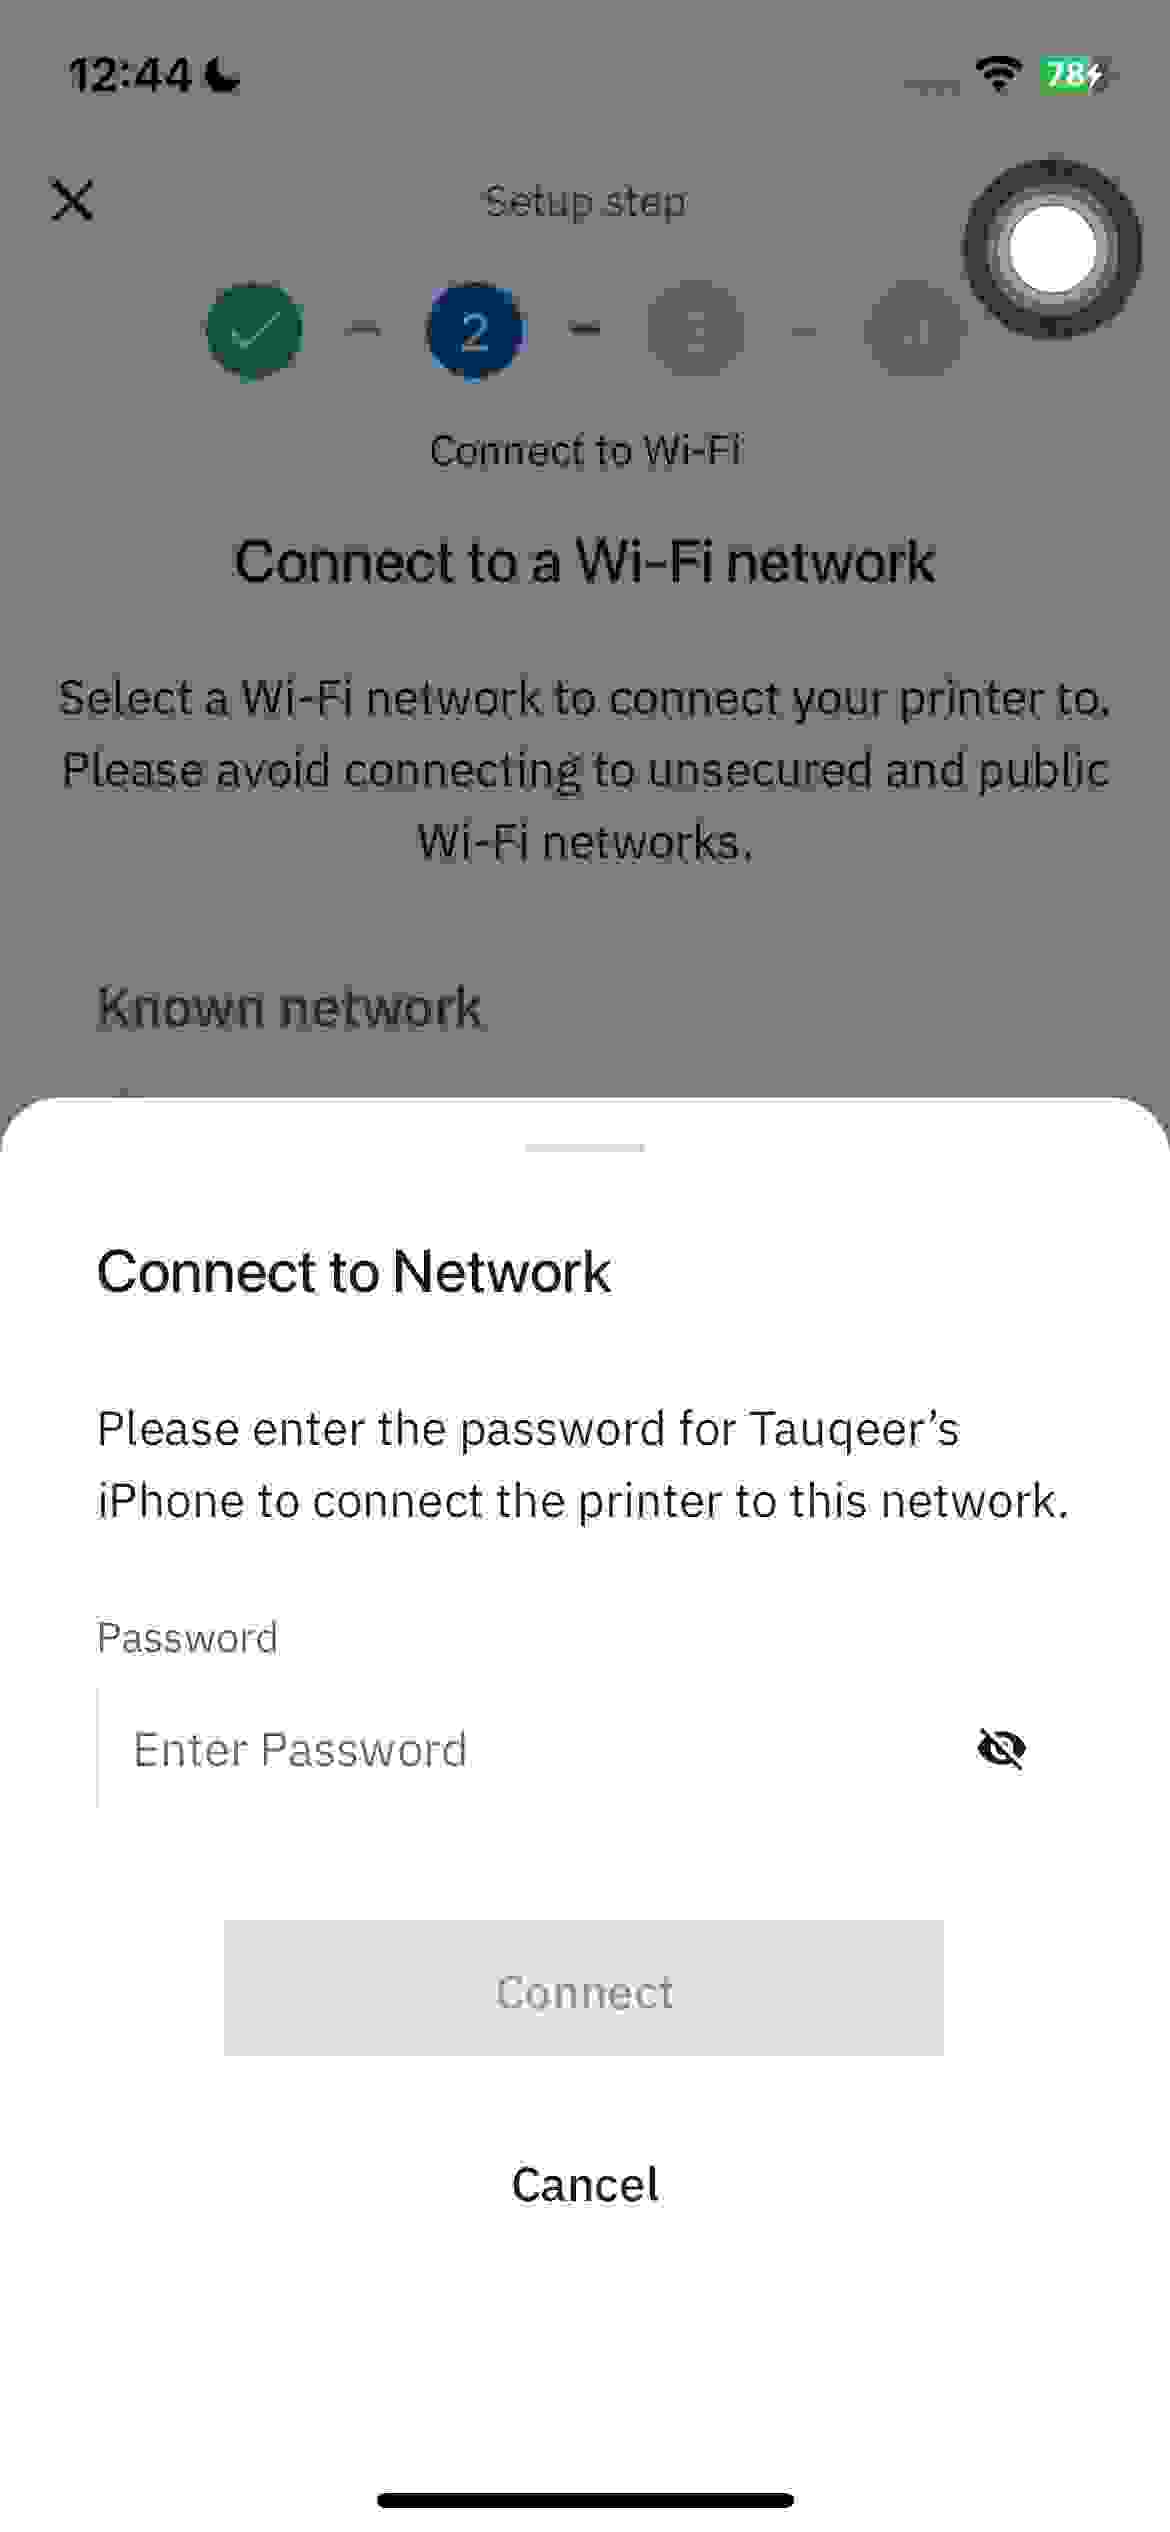 12:44
78
Setup step
2
3
4
Connect to Wi-Fi
Connect to a Wi-Fi network
Select a Wi-Fi network to connect your printer to.
Please avoid connecting to unsecured and public
Wi-Fi networks.
Known network
Connect to Network
Please enter the password for Tauqeer’s
iPhone to connect the printer to this network.
Password
Enter Password
Connect
Cancel